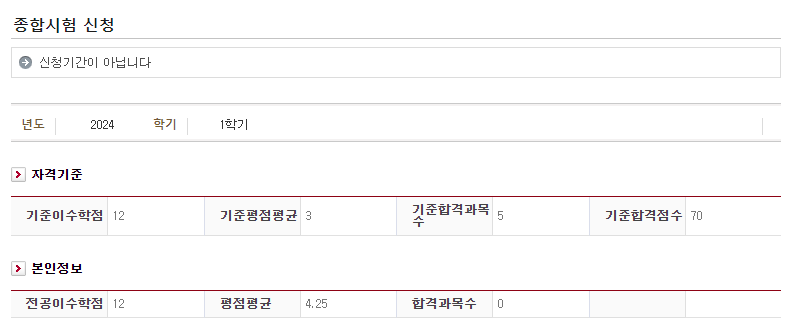 종합시험 신청
신청기간이 아닙니다
년도 2024 학기 1학기
자격기준
기준이수학점 12 기준평점평균 3 기준합격과목수 5 기준합격점수 70
본인정보
전공이수학점 12 평점평균 4.25 합격과목수 0